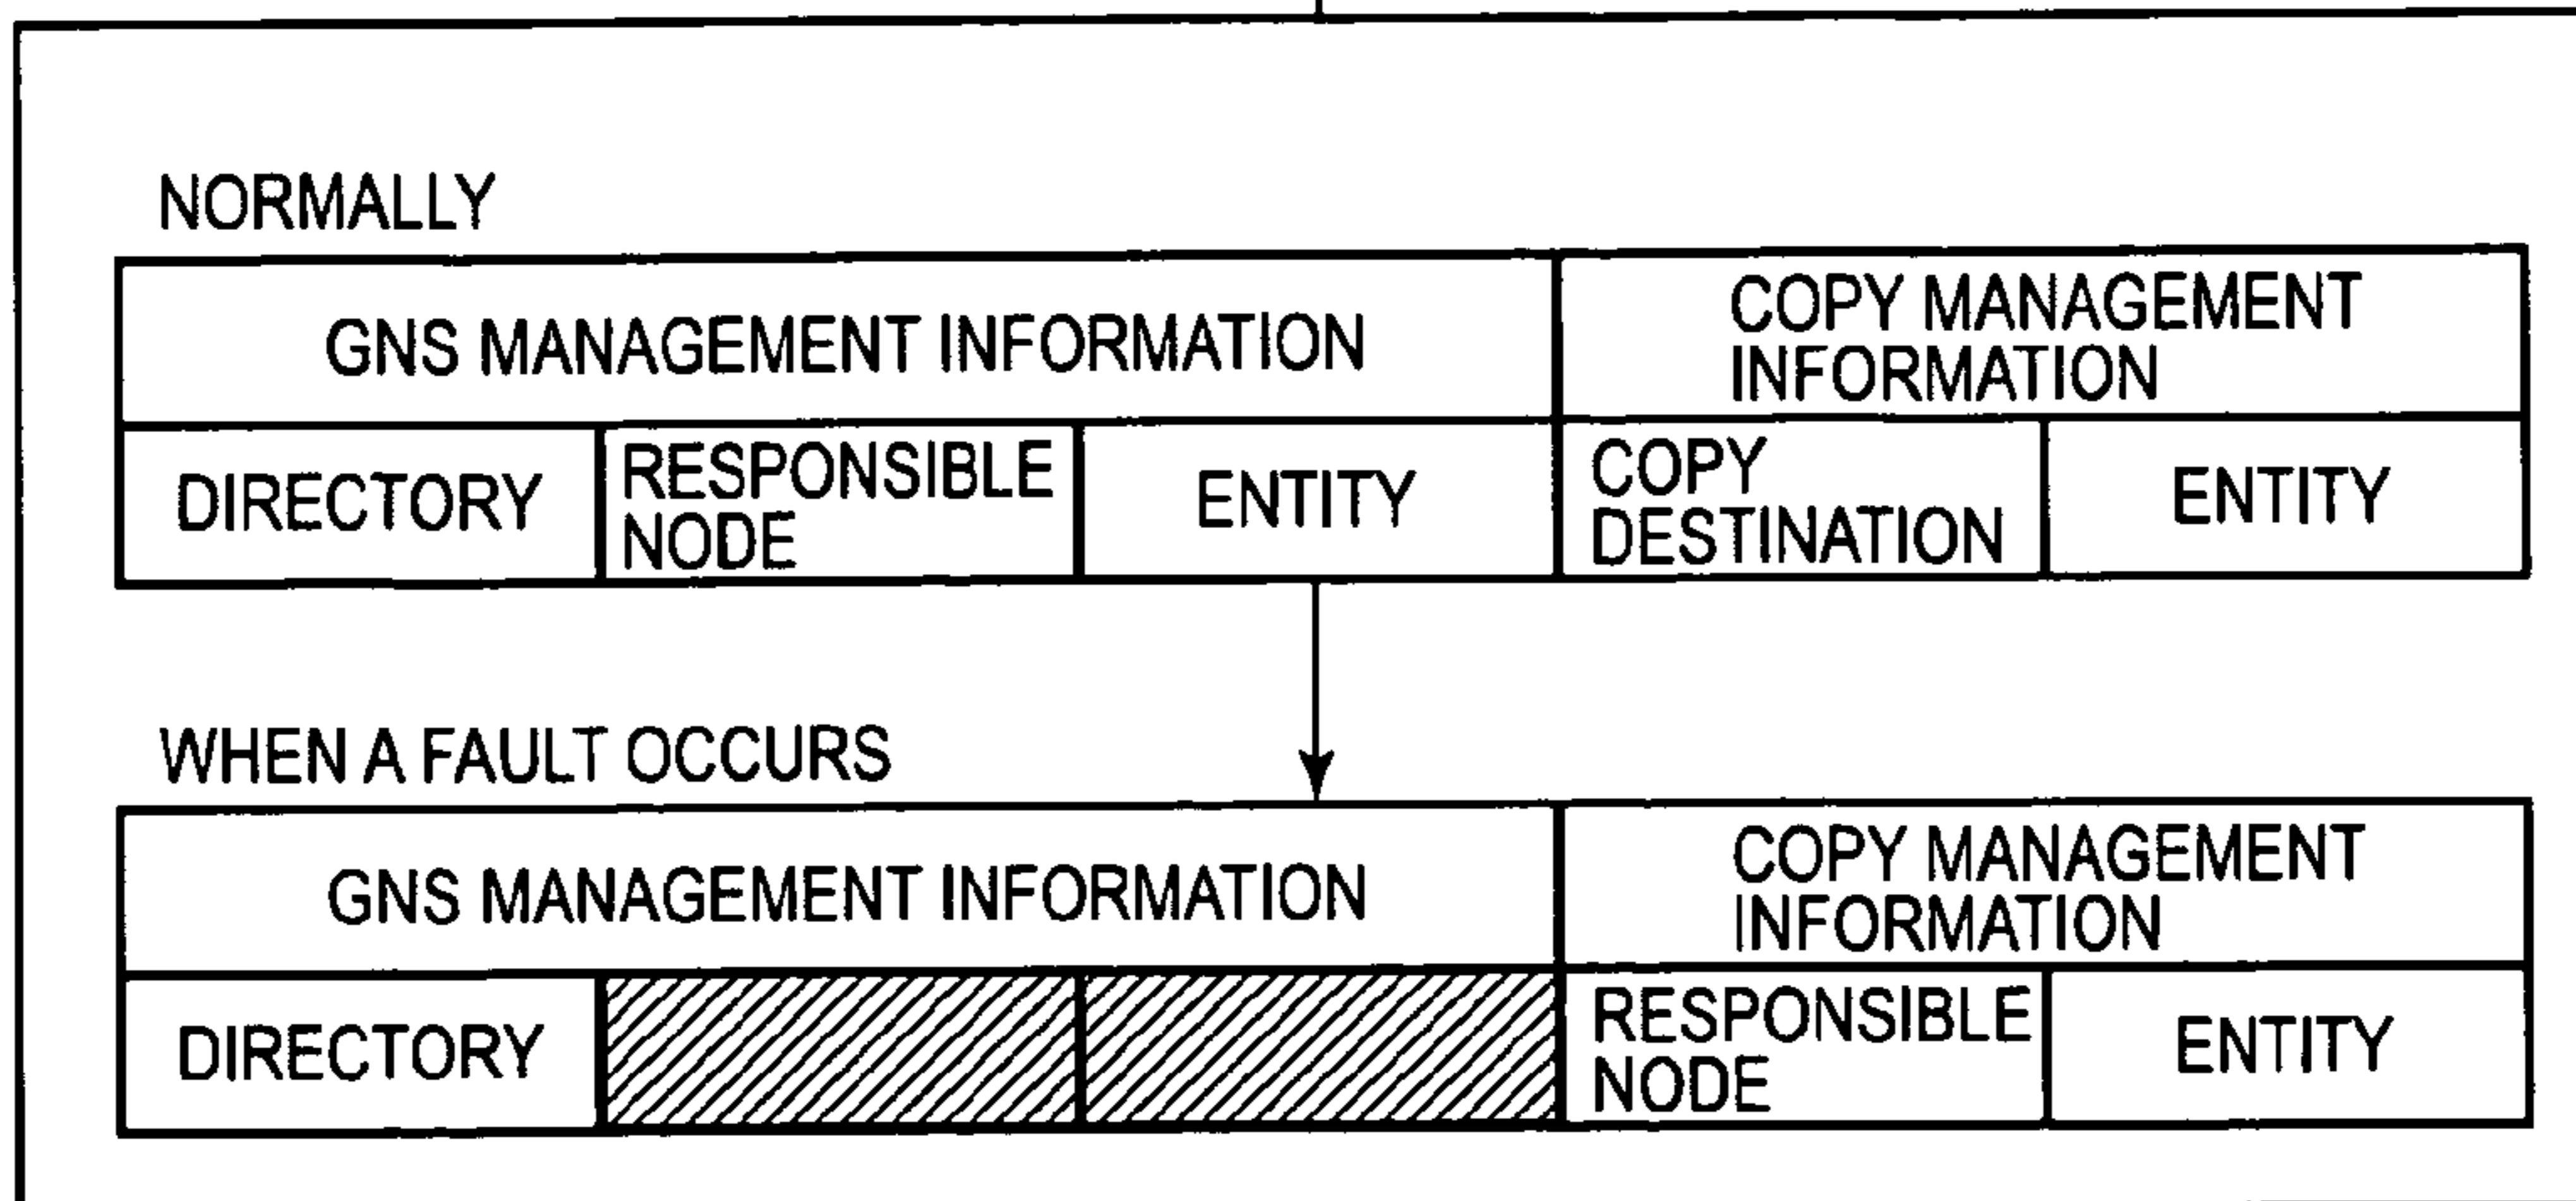 NORMALLY
GNS MANAGEMENT INFORMATION
COPY MANAGEMENT
INFORMATION
DIRECTORY
RESPONSIBLE
NODE
ENTITY
COPY
DESTINATION
ENTITY
WHEN A FAULT OCCURS
GNS MANAGEMENT INFORMATION
COPY MANAGEMENT
INFORMATION
DIRECTORY
RESPONSIBLE
NODE
ENTITY